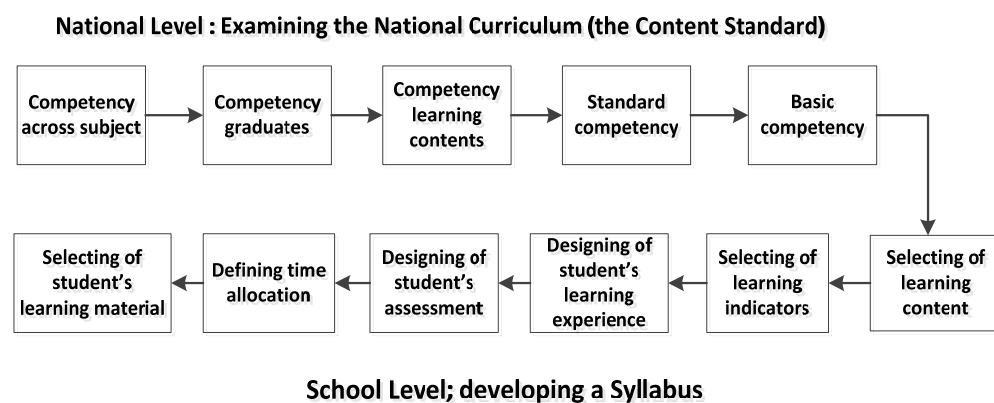 National Level : Examining the National Curriculum (the Content Standard)
Competency
across subject
Competency
graduates
Competency
learning
contents
Standard
competency
Basic
competency
Selecting of
student's
learning material
Defining time
allocation
Designing of
student's
assessment
Designing of
student's
learning
experience
Selecting of
learning
indicators
Selecting of
learning
content
School Level; developing a Syllabus